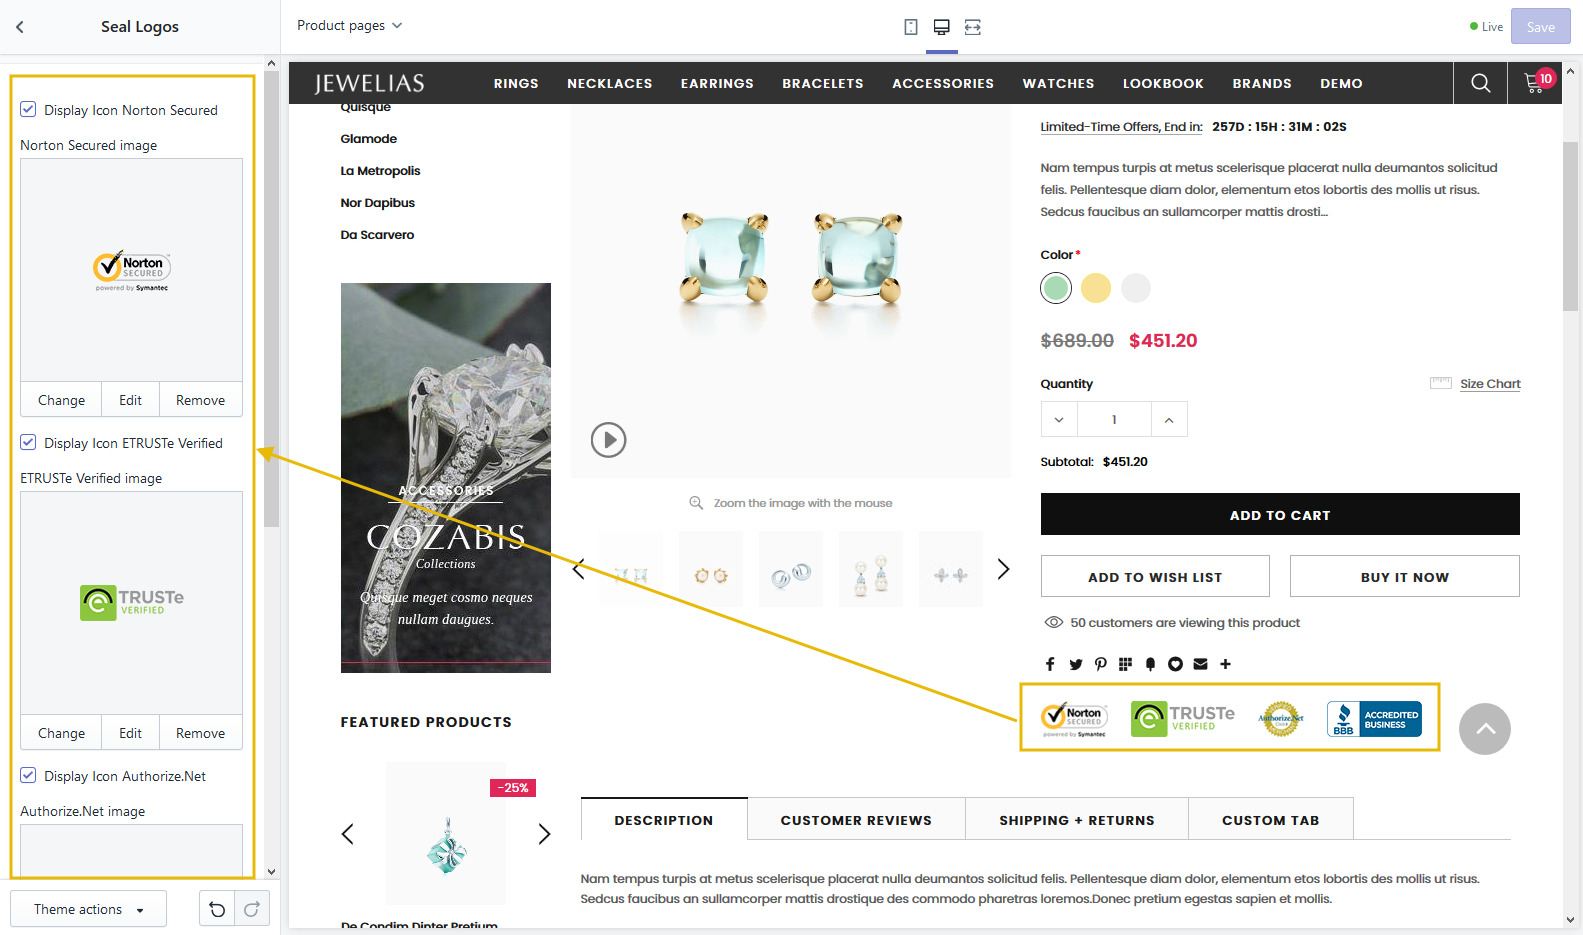 Seal Logos
Product pages
Live
Save
Display Icon Norton Secured
Norton Secured image
Norton
SECURED
powered by Symantec
Change Edit Remove
Display Icon ETRUSTe Verified
ETRUSTe Verified image
TRUSTe
VERIFIED
Change Edit Remove
Display Icon Authorize.Net
Authorize.Net image
Theme actions
JEWELIAS RINGS NECKLACES EARRINGS BRACELETS ACCESSORIES WATCHES LOOKBOOK BRANDS DEMO 10
Quisque
Glamode
La Metropolis
Nor Dapibus
Da Scarvero
ACCESSORIES
COZABIS
Collections
Quisque meget cosmo neques
nullam daugues.
FEATURED PRODUCTS
-25%
De Condim Dinter Pretium
Zoom the image with the mouse
Limited-Time Offers, End in: 257D : 15H : 31M : 02S
Nam tempus turpis at metus scelerisque placerat nulla deumantos solicitud
felis. Pellentesque diam dolor, elementum etos lobortis des mollis ut risus.
Sedcus faucibus an sullamcorper mattis drosti...
Color *
$689.00 $451.20
Quantity
Size Chart
1
Subtotal: $451.20
ADD TO CART
ADD TO WISH LIST BUY IT NOW
50 customers are viewing this product
Norton
SECURED
powered by Symantec
TRUSTe
VERIFIED
Authorize.Net
BBB
ACCREDITED
BUSINESS
DESCRIPTION CUSTOMER REVIEWS SHIPPING + RETURNS CUSTOM TAB
Nam tempus turpis at metus scelerisque placerat nulla deumantos solicitud felis. Pellentesque diam dolor, elementum etos lobortis des mollis ut risus.
Sedcus faucibus an sullamcorper mattis drostique des commodo pharetras loremos.Donec pretium egestas sapien et mollis.